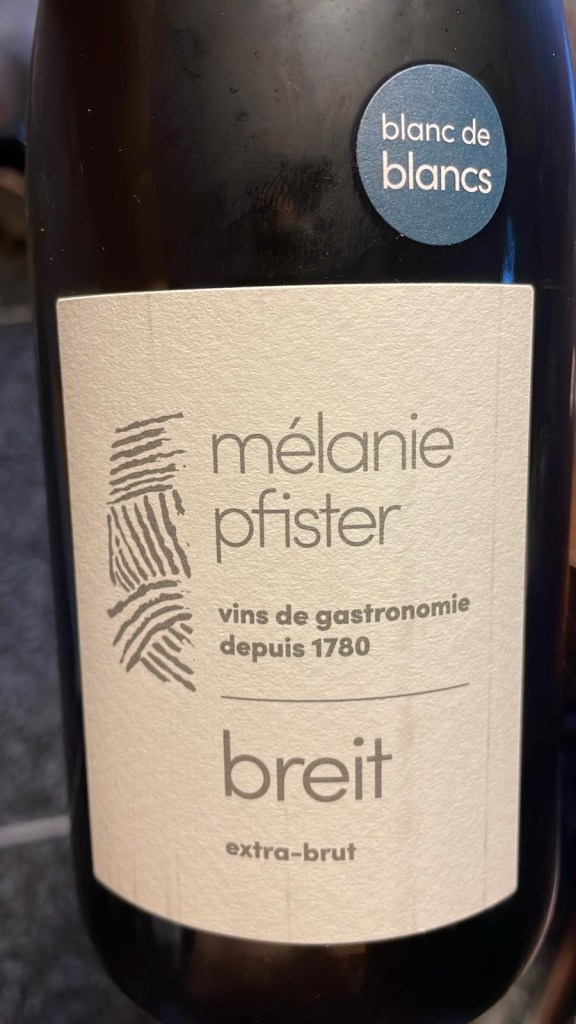 blanc de
blancs
mélanie
pfister
vins de gastronomie
depuis 1780
breit
extra-brut